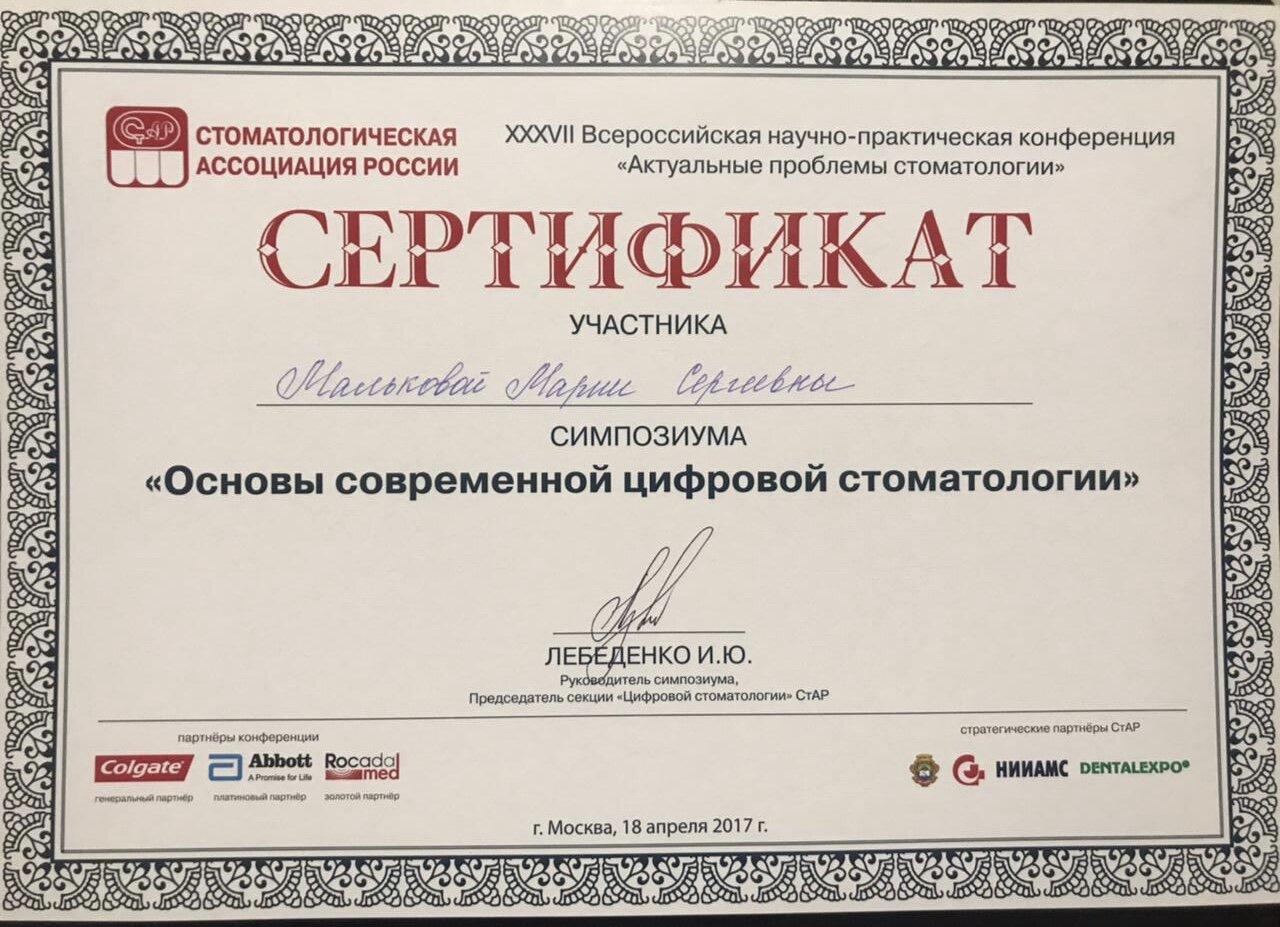 СТОМАТОЛОГИЧЕСКАЯ
АССОЦИАЦИЯ РОССИИ
XXXVII Всероссийская научно-практическая конференция
«Актуальные проблемы стоматологии»
СЕРТИФИКАТ
УЧАСТНИКА
Мальковой Марии Сергеевны
СИМПОЗИУМА
«Основы современной цифровой стоматологии»
ЛЕБЕДЕНКО И.Ю.
Руководитель симпозиума,
Председатель секции «Цифровой стоматологии» СтАР
партнёры конференции
Colgate®
Abbott
A Promise for Life
Rocada
med
генеральный партнёр
платиновый партнёр
золотой партнёр
стратегические партнёры СтАР
НИИАМС
DENTALEXPO®
г. Москва, 18 апреля 2017 г.